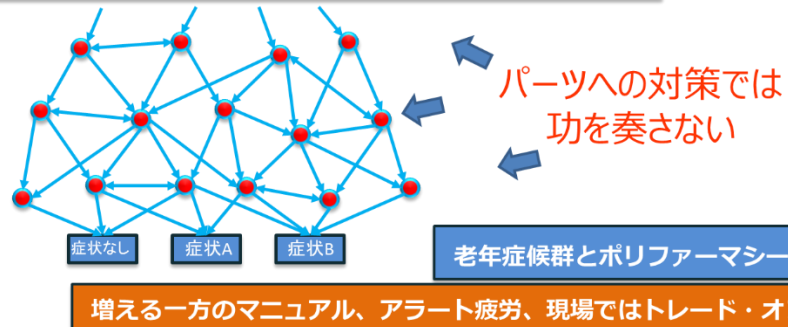 パーツへの対策では
功を奏さない
症状なし
症状A
症状B
老年症候群とポリファーマシー
増える一方のマニュアル、アラート疲労、現場ではトレード・オ